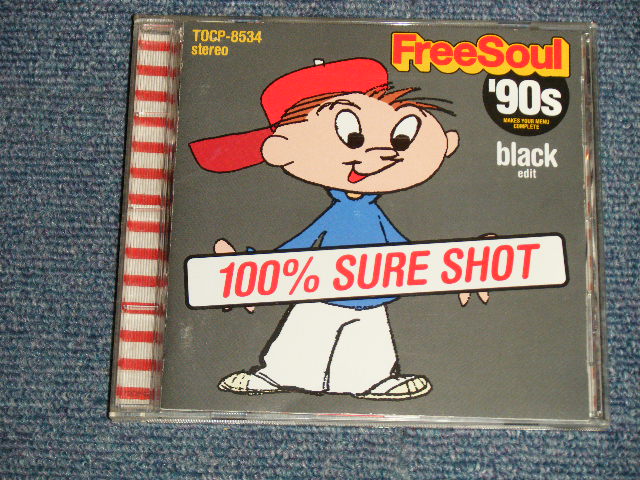 TOCP-8534
stereo
FreeSoul
'90s
MAKES YOUR MENU
COMPLETE
black
edit
100% SURE SHOT